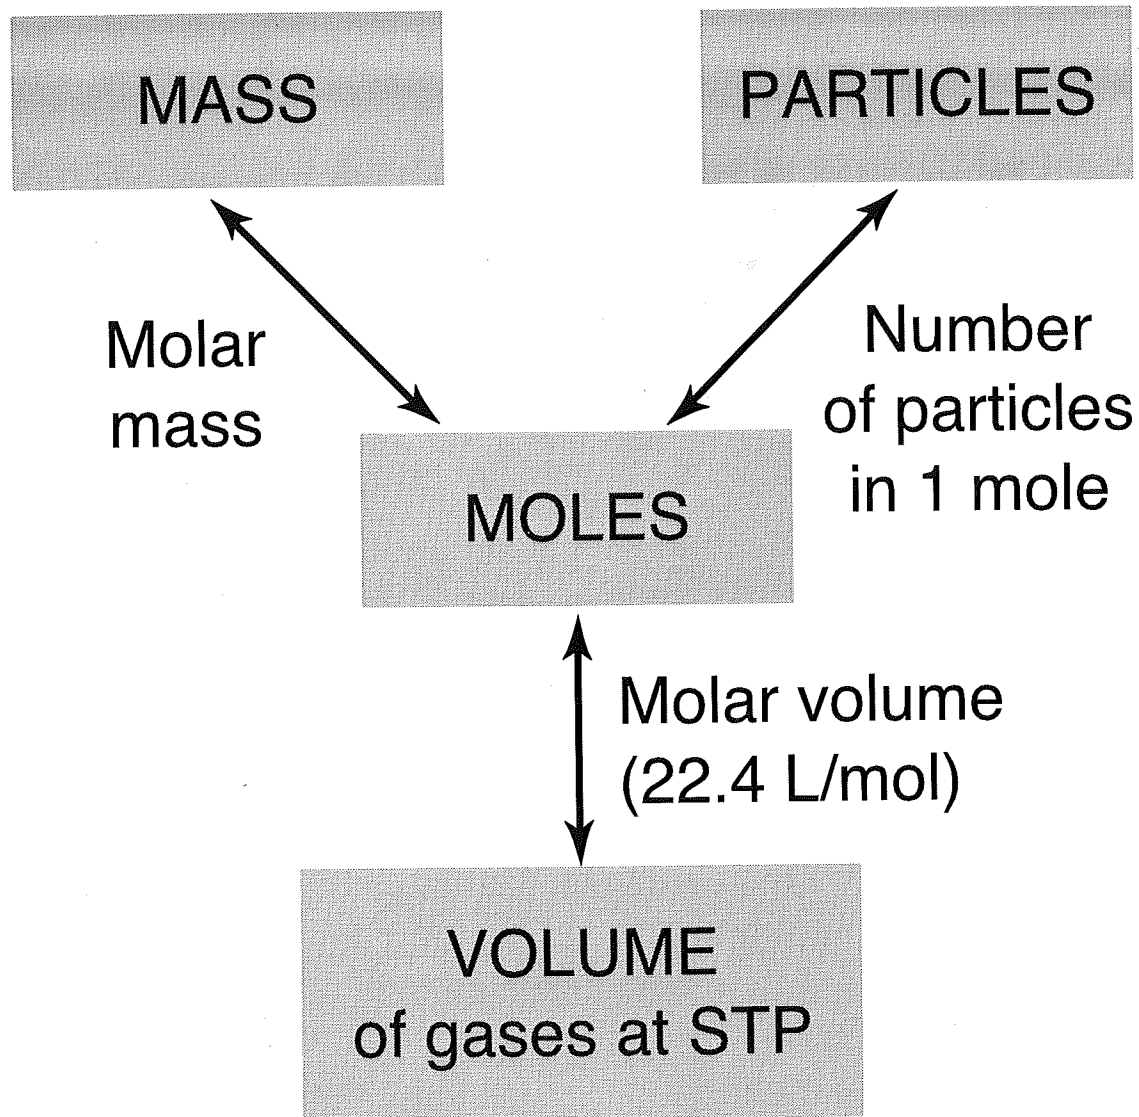 MASS
PARTICLES
Molar
mass
Number
of particles
in 1 mole
MOLES
Molar volume
(22.4 L/mol)
VOLUME
of gases at STP